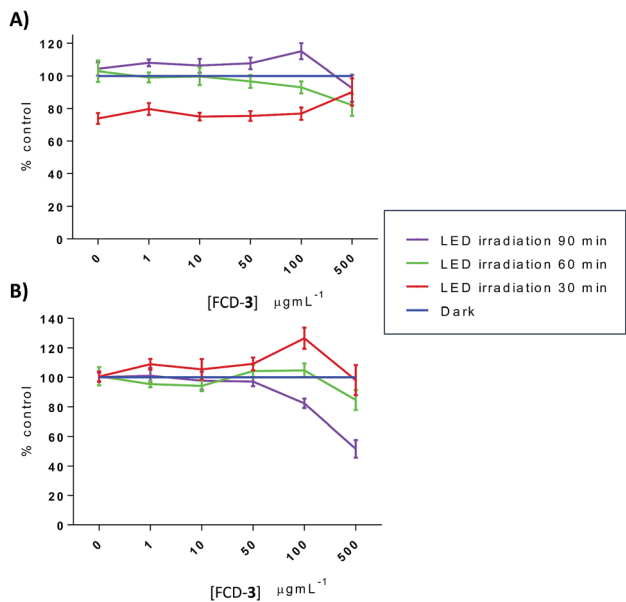 A)
120
100
80
60
40
20
0
% control
0 1 10 50 100 500
[FCD-3] μgmL⁻¹
LED irradiation 90 min
LED irradiation 60 min
LED irradiation 30 min
Dark
B)
140
120
100
80
60
40
20
0
% control
0 1 10 50 100 500
[FCD-3] μgmL⁻¹